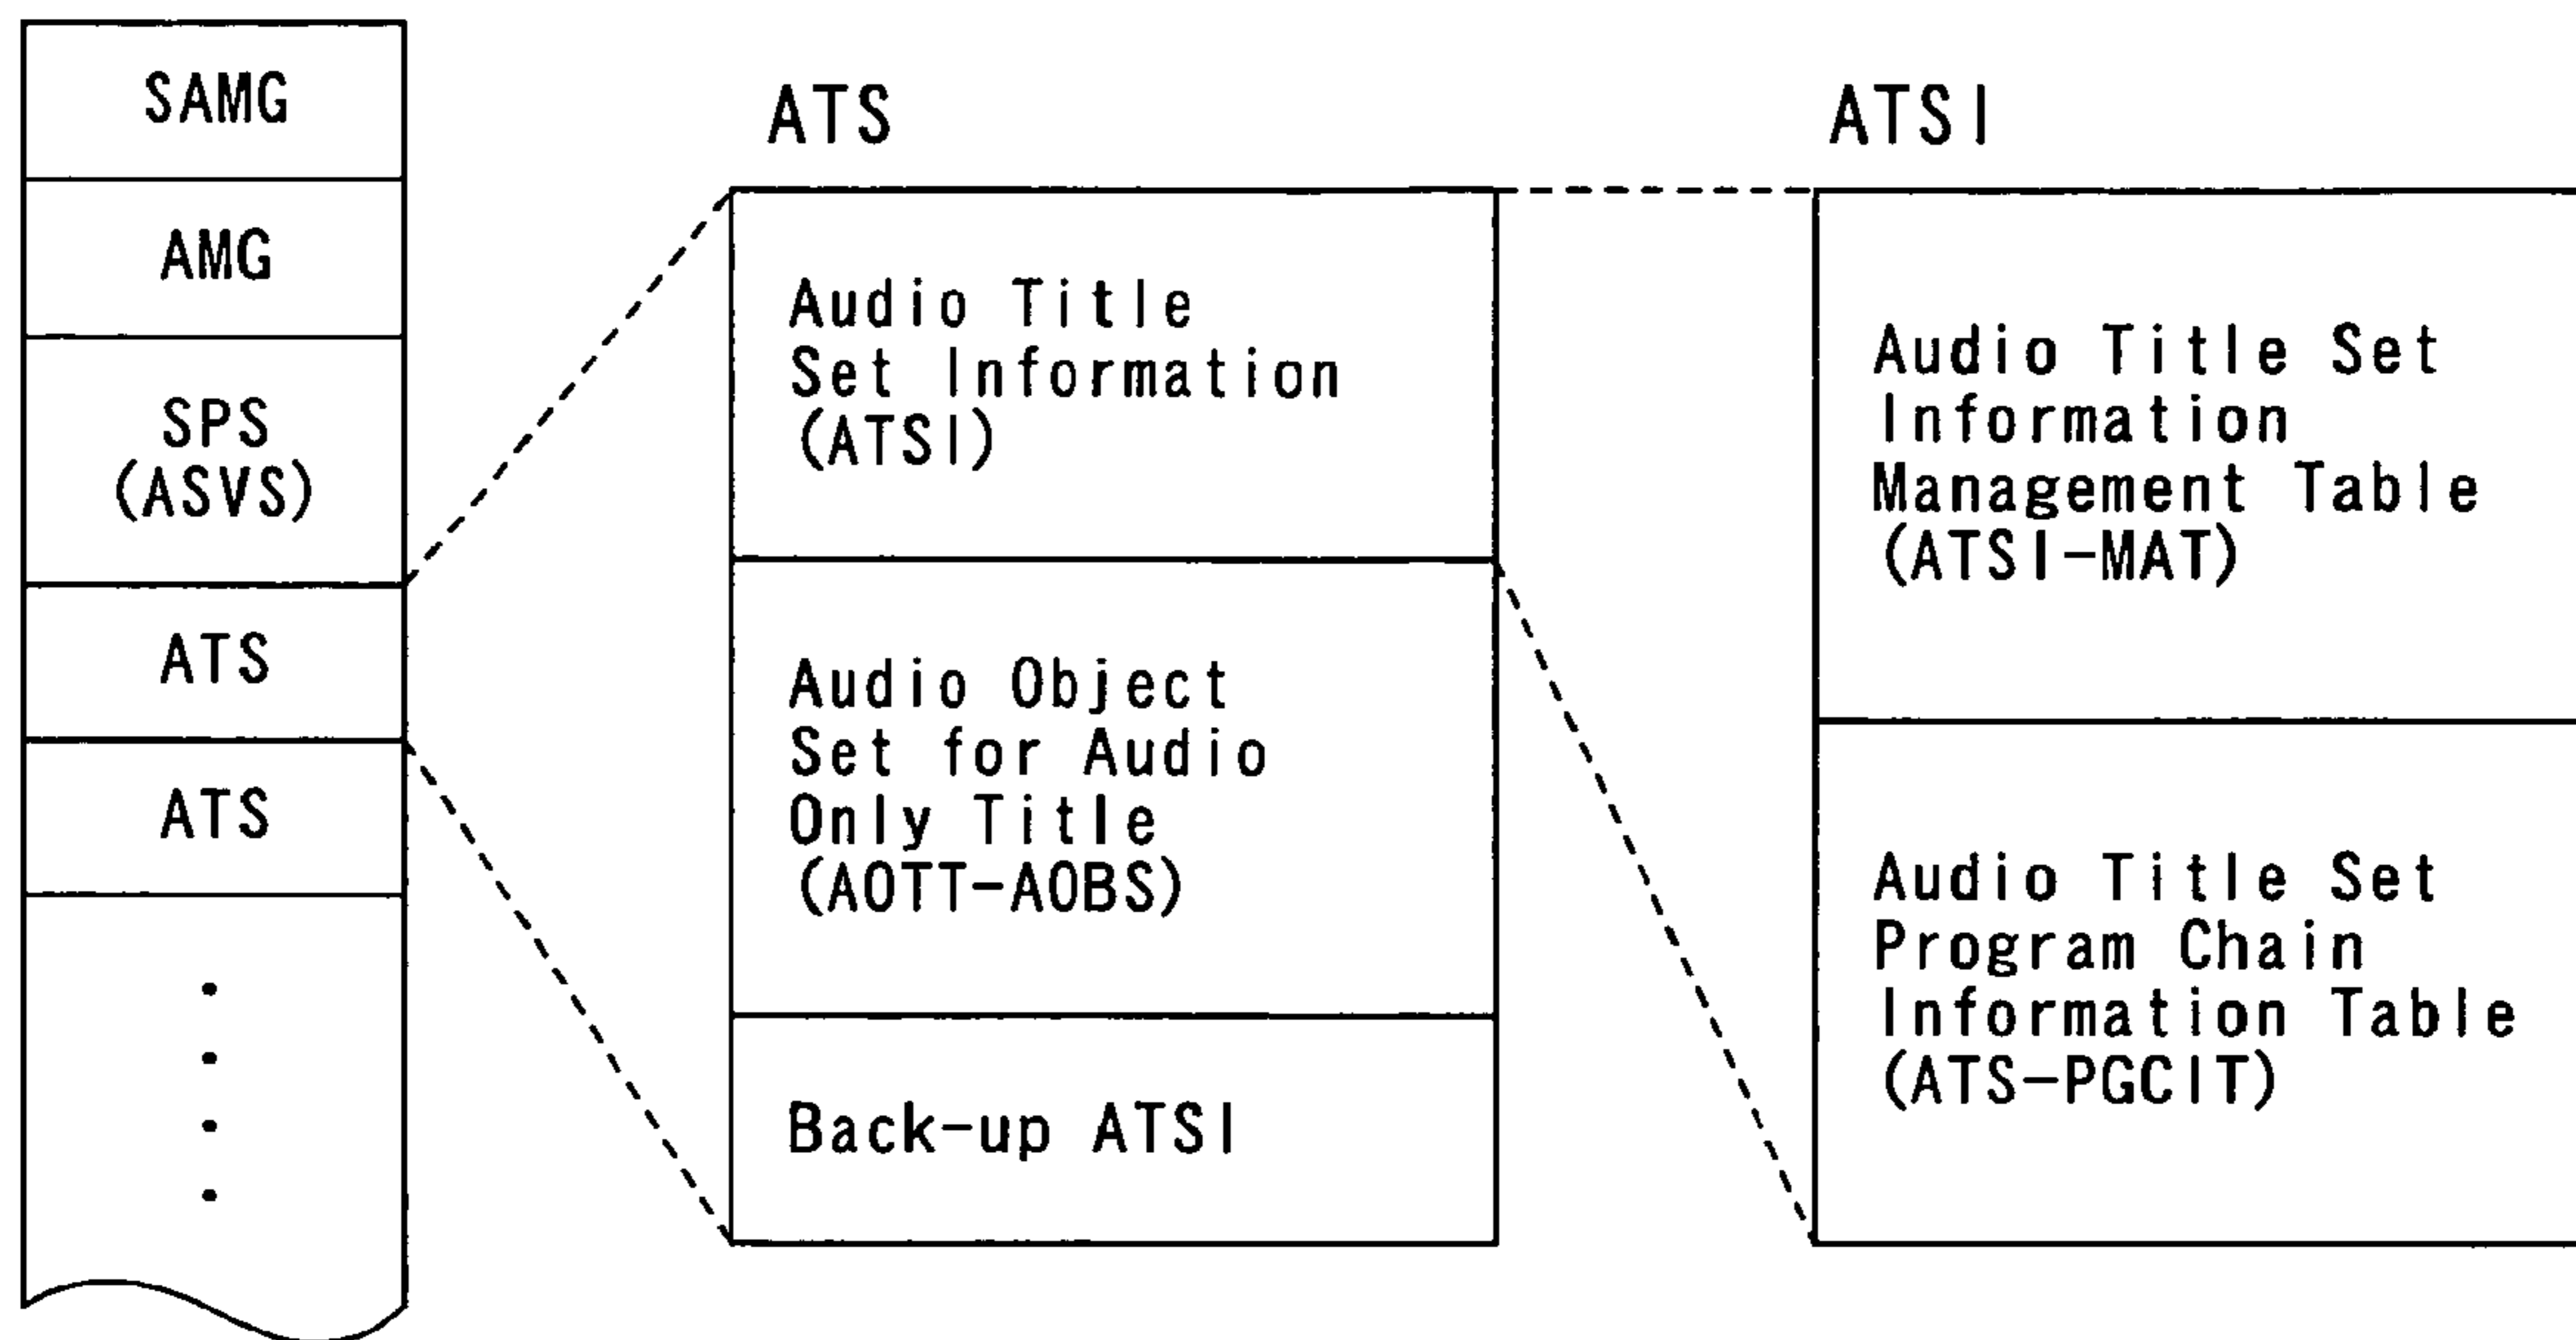 SAMG
AMG
SPS
(ASVS)
ATS
ATS
ATS
Audio Title
Set Information
(ATSI)
Audio Object
Set for Audio
Only Title
(AOTT-AOBS)
Back-up ATSI
ATSI
Audio Title Set
Information
Management Table
(ATSI-MAT)
Audio Title Set
Program Chain
Information Table
(ATS-PGCIT)